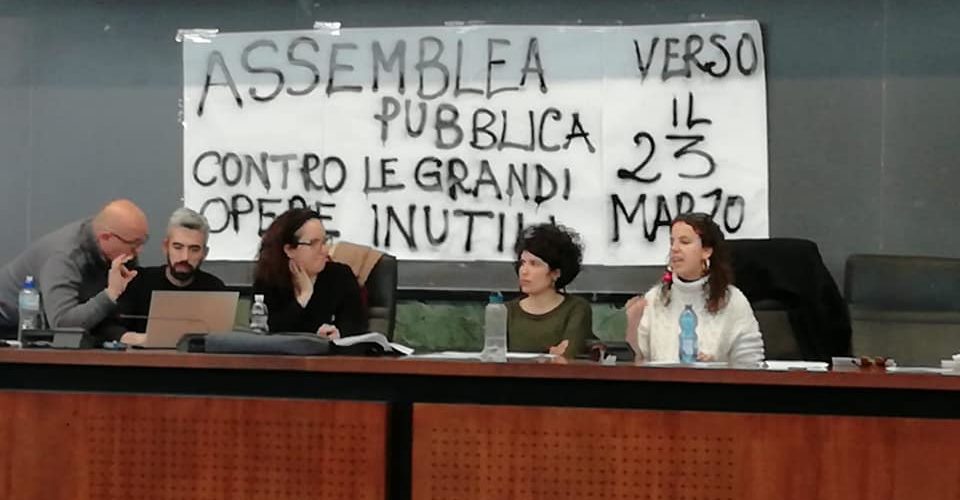 ASSEMBLEA
PUBBLICA
CONTRO LE GRANDI
OPERE INUTILI
VERSO
IL
23
MARZO